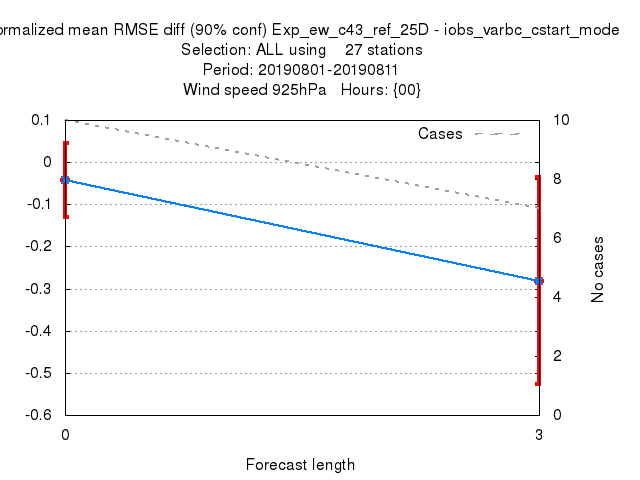 ormalized mean RMSE diff (90% conf) Exp_ew_c43_ref_25D - iobs_varbc_cstart_mode
Selection: ALL using 27 stations
Period: 20190801-20190811
Wind speed 925hPa Hours: {00}
Cases
0.1
0
-0.1
-0.2
-0.3
-0.4
-0.5
-0.6
10
8
6
4
2
0
No cases
0
3
Forecast length